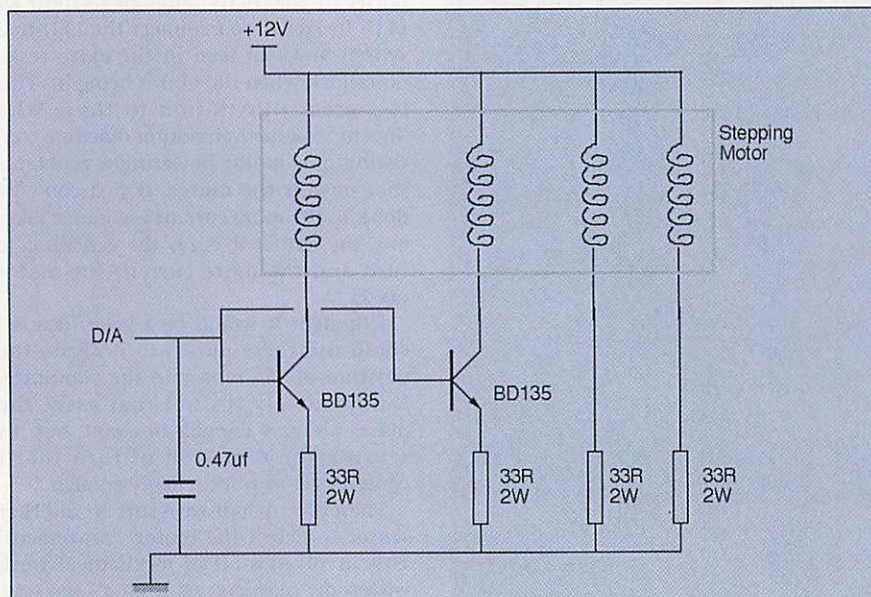 +12V
Stepping
Motor
D/A
BD135
BD135
0.47uf
33R
2W
33R
2W
33R
2W
33R
2W